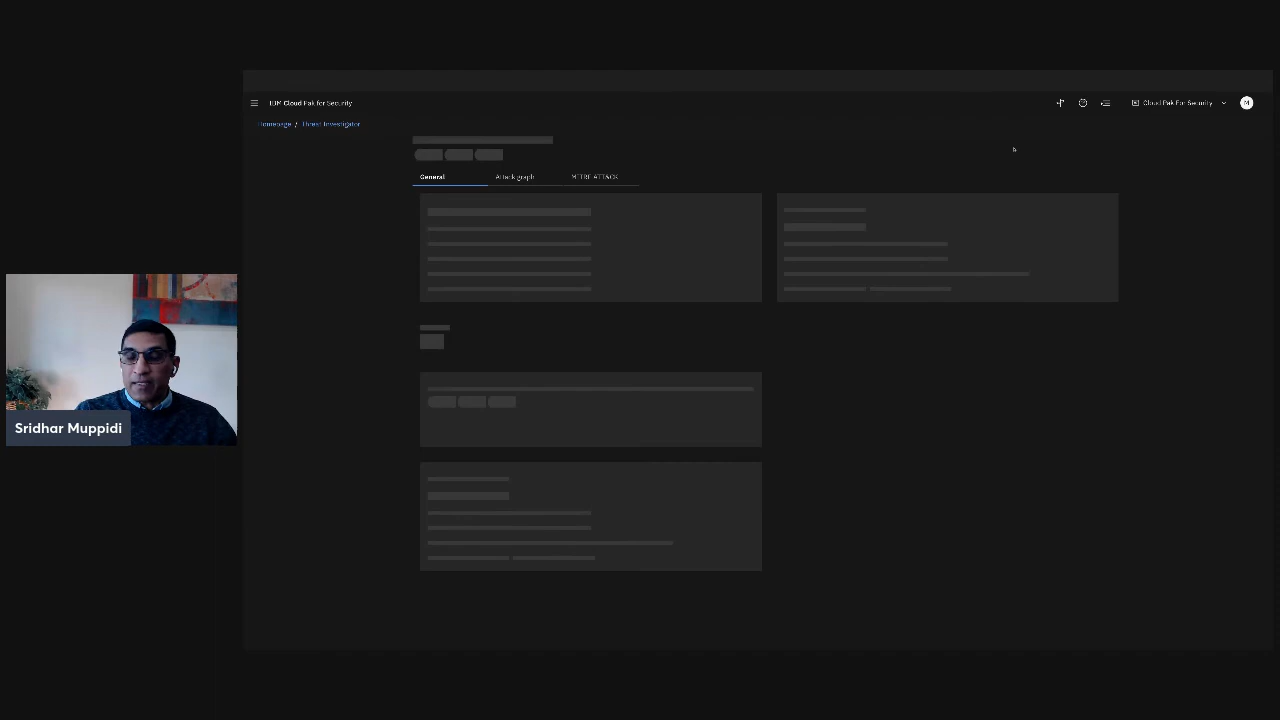 IBM Cloud Pak for Security
Cloud Pak For Security
M
Homepage / Threat Investigator
General
Attack graph
MITRE ATT&CK
Sridhar Muppidi